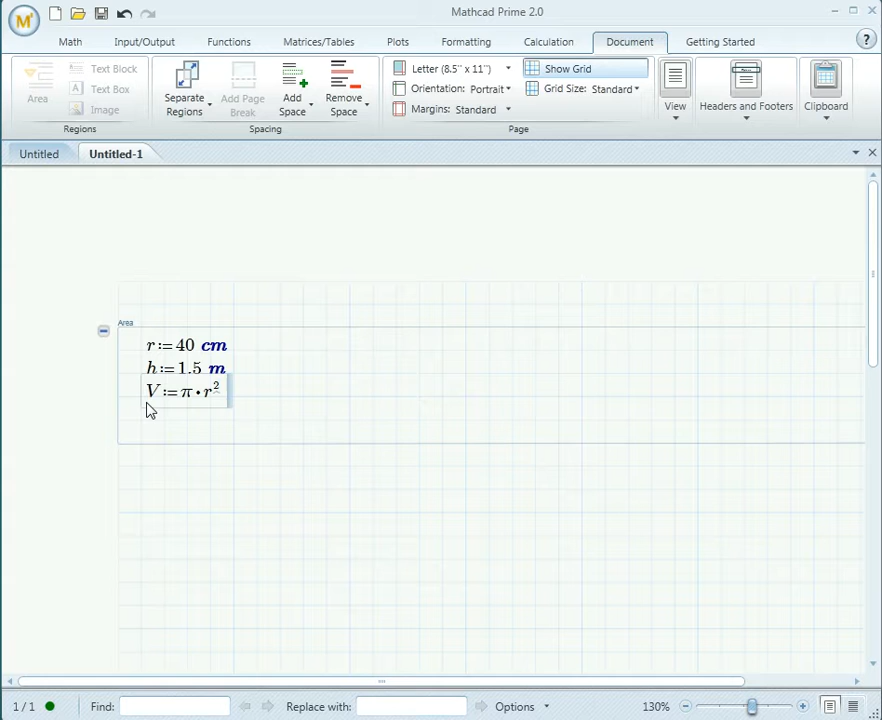 Mathcad Prime 2.0
Math Input/Output Functions Matrices/Tables Plots Formatting Calculation Document Getting Started
Area
Text Block
Text Box
Image
Regions
Separate Regions
Add Page Break
Add Space
Remove Space
Spacing
Letter (8.5" x 11")
Orientation: Portrait
Margins: Standard
Show Grid
Grid Size: Standard
Page
View
Headers and Footers
Clipboard
Untitled Untitled-1
Area
r:=40 cm
h:=1.5 m
V:=π•r²
1 / 1 Find: Replace with: Options 130%